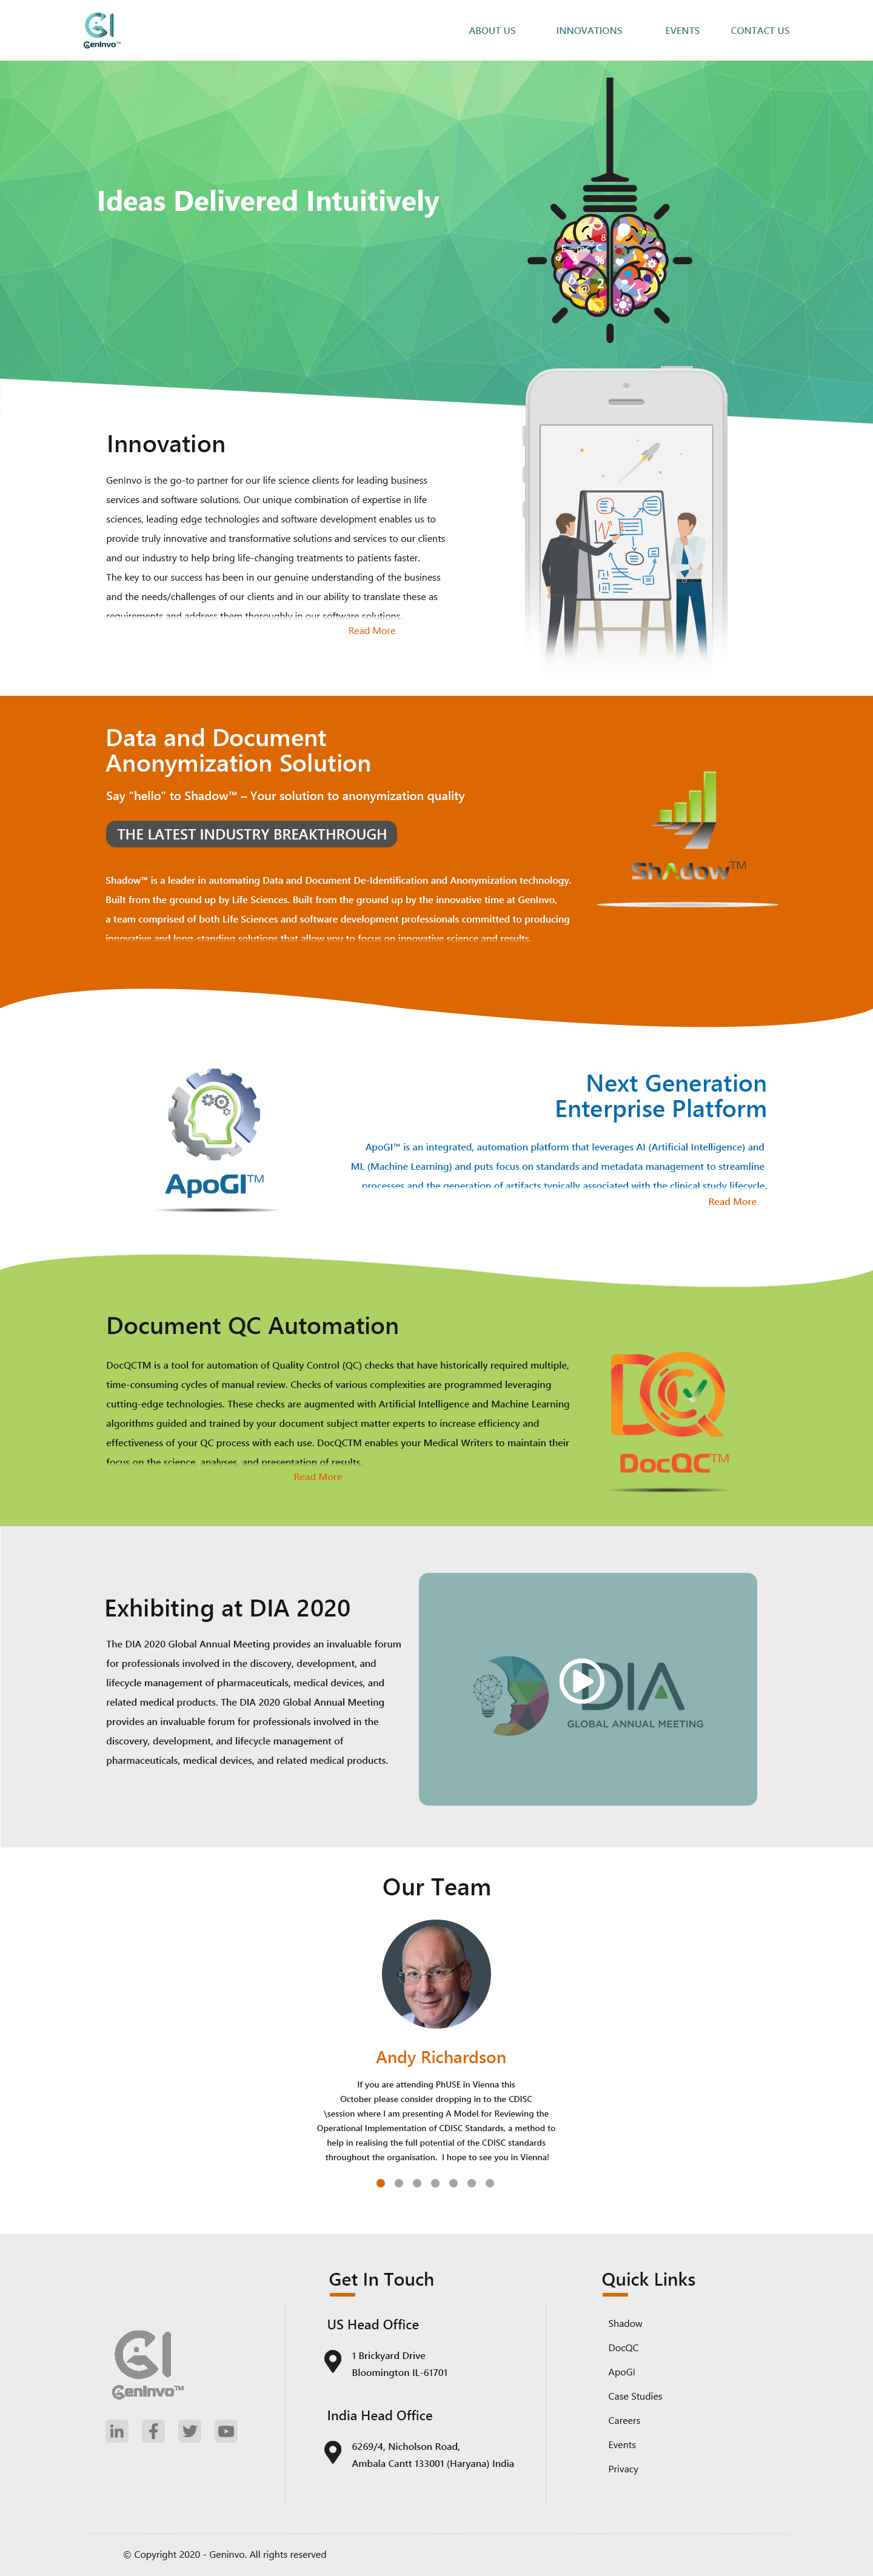 GI
GenInvo™
ABOUT US
INNOVATIONS
EVENTS
CONTACT US
Ideas Delivered Intuitively
Innovation
GenInvo is the go-to partner for our life science clients for leading business
services and software solutions. Our unique combination of expertise in life
sciences, leading edge technologies and software development enables us to
provide truly innovative and transformative solutions and services to our clients
and our industry to help bring life-changing treatments to patients faster.
The key to our success has been in our genuine understanding of the business
and the needs/challenges of our clients and in our ability to translate these as
requirements and address them thoroughly in our software solutions.
Read More
Data and Document
Anonymization Solution
Say "hello" to Shadow™ – Your solution to anonymization quality
THE LATEST INDUSTRY BREAKTHROUGH
Shadow™ is a leader in automating Data and Document De-Identification and Anonymization technology.
Built from the ground up by Life Sciences. Built from the ground up by the innovative time at GenInvo,
a team comprised of both Life Sciences and software development professionals committed to producing
innovative and long-standing solutions that allow you to focus on innovative science and results.
ShAdow™
Next Generation
Enterprise Platform
ApoGI™ is an integrated, automation platform that leverages AI (Artificial Intelligence) and
ML (Machine Learning) and puts focus on standards and metadata management to streamline
processes and the generation of artifacts typically associated with the clinical study lifecycle.
Read More
ApoGI™
Document QC Automation
DocQCTM is a tool for automation of Quality Control (QC) checks that have historically required multiple,
time-consuming cycles of manual review. Checks of various complexities are programmed leveraging
cutting-edge technologies. These checks are augmented with Artificial Intelligence and Machine Learning
algorithms guided and trained by your document subject matter experts to increase efficiency and
effectiveness of your QC process with each use. DocQCTM enables your Medical Writers to maintain their
focus on the science, analyses, and presentation of results.
Read More
DocQC™
Exhibiting at DIA 2020
The DIA 2020 Global Annual Meeting provides an invaluable forum
for professionals involved in the discovery, development, and
lifecycle management of pharmaceuticals, medical devices, and
related medical products. The DIA 2020 Global Annual Meeting
provides an invaluable forum for professionals involved in the
discovery, development, and lifecycle management of
pharmaceuticals, medical devices, and related medical products.
DIA
GLOBAL ANNUAL MEETING
Our Team
Andy Richardson
If you are attending PhUSE in Vienna this
October please consider dropping in to the CDISC
\session where I am presenting A Model for Reviewing the
Operational Implementation of CDISC Standards, a method to
help in realising the full potential of the CDISC standards
throughout the organisation. I hope to see you in Vienna!
GI
GenInvo™
Get In Touch
US Head Office
1 Brickyard Drive
Bloomington IL-61701
India Head Office
6269/4, Nicholson Road,
Ambala Cantt 133001 (Haryana) India
Quick Links
Shadow
DocQC
ApoGI
Case Studies
Careers
Events
Privacy
© Copyright 2020 - Geninvo. All rights reserved